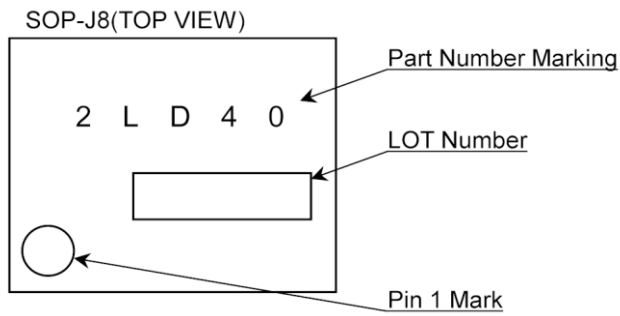 SOP-J8(TOP VIEW)
Part Number Marking
2 L D 4 0
LOT Number
Pin 1 Mark